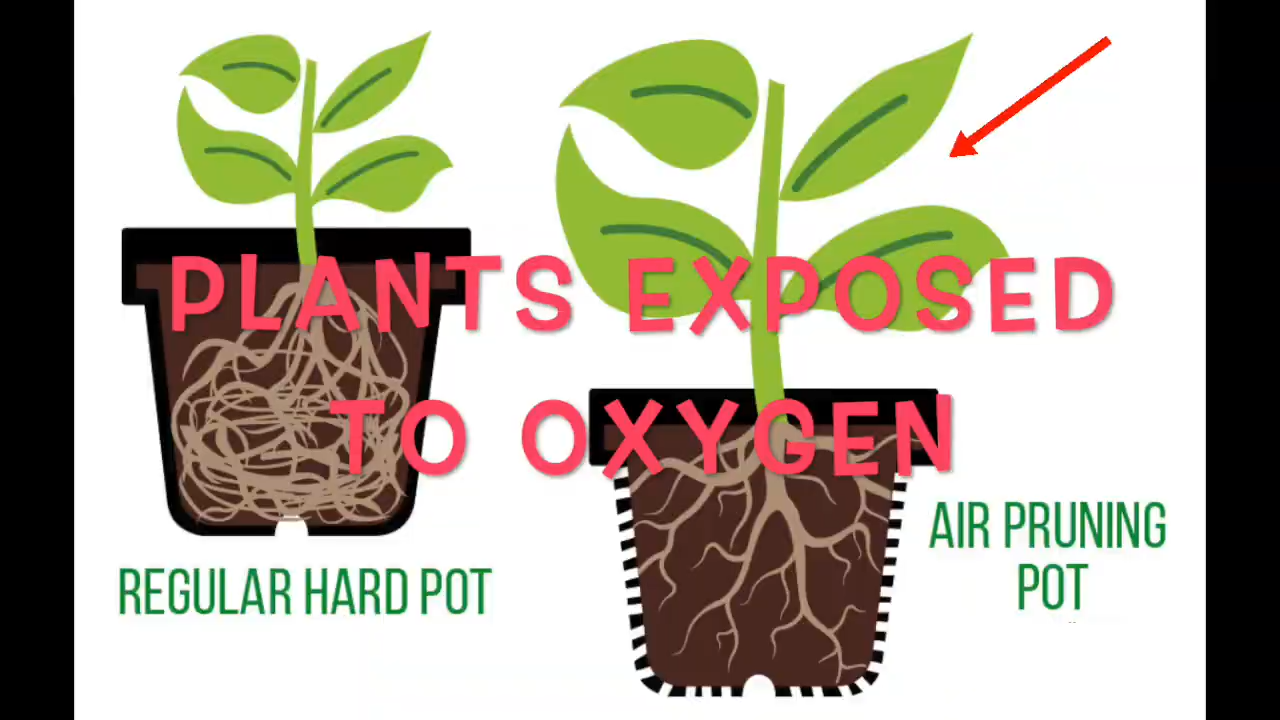 PLANTS EXPOSED
TO OXYGEN
REGULAR HARD POT
AIR PRUNING
POT